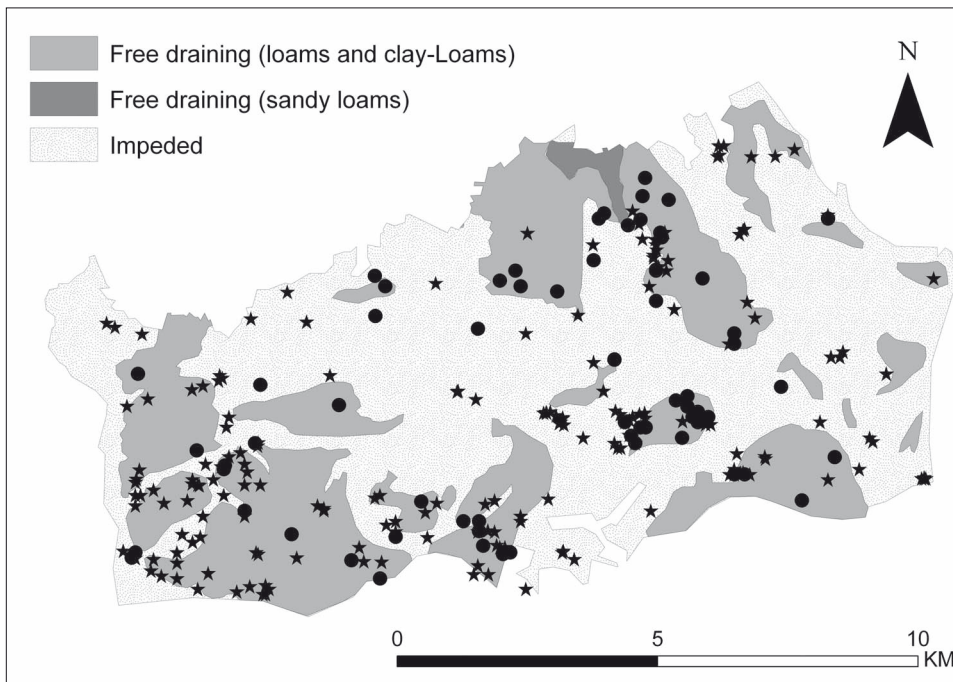 Free draining (loams and clay-Loams)
Free draining (sandy loams)
Impeded
N
0 5 10
KM